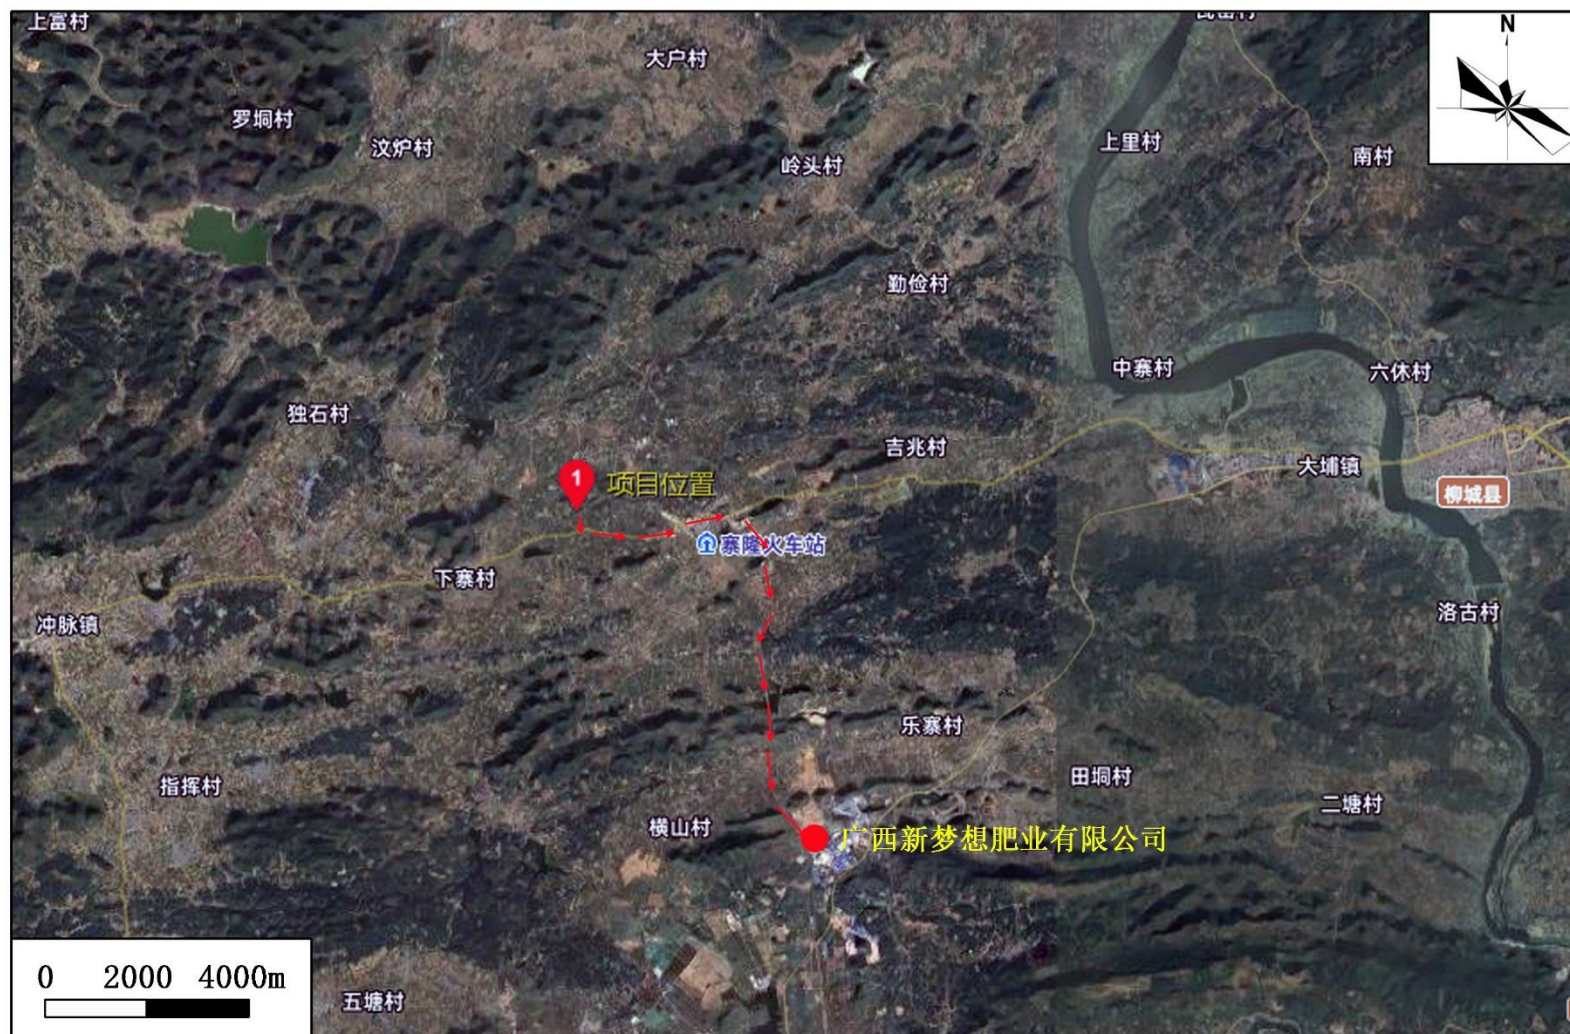 上富村
N
大户村
罗垌村
汶炉村
上里村
南村
岭头村
勤俭村
中寨村
六休村
独石村
吉兆村
大埔镇
1
项目位置
柳城县
寨隆火车站
下寨村
冲脉镇
洛古村
乐寨村
指挥村
田垌村
二塘村
横山村
广西新梦想肥业有限公司
0 2000 4000m
五塘村